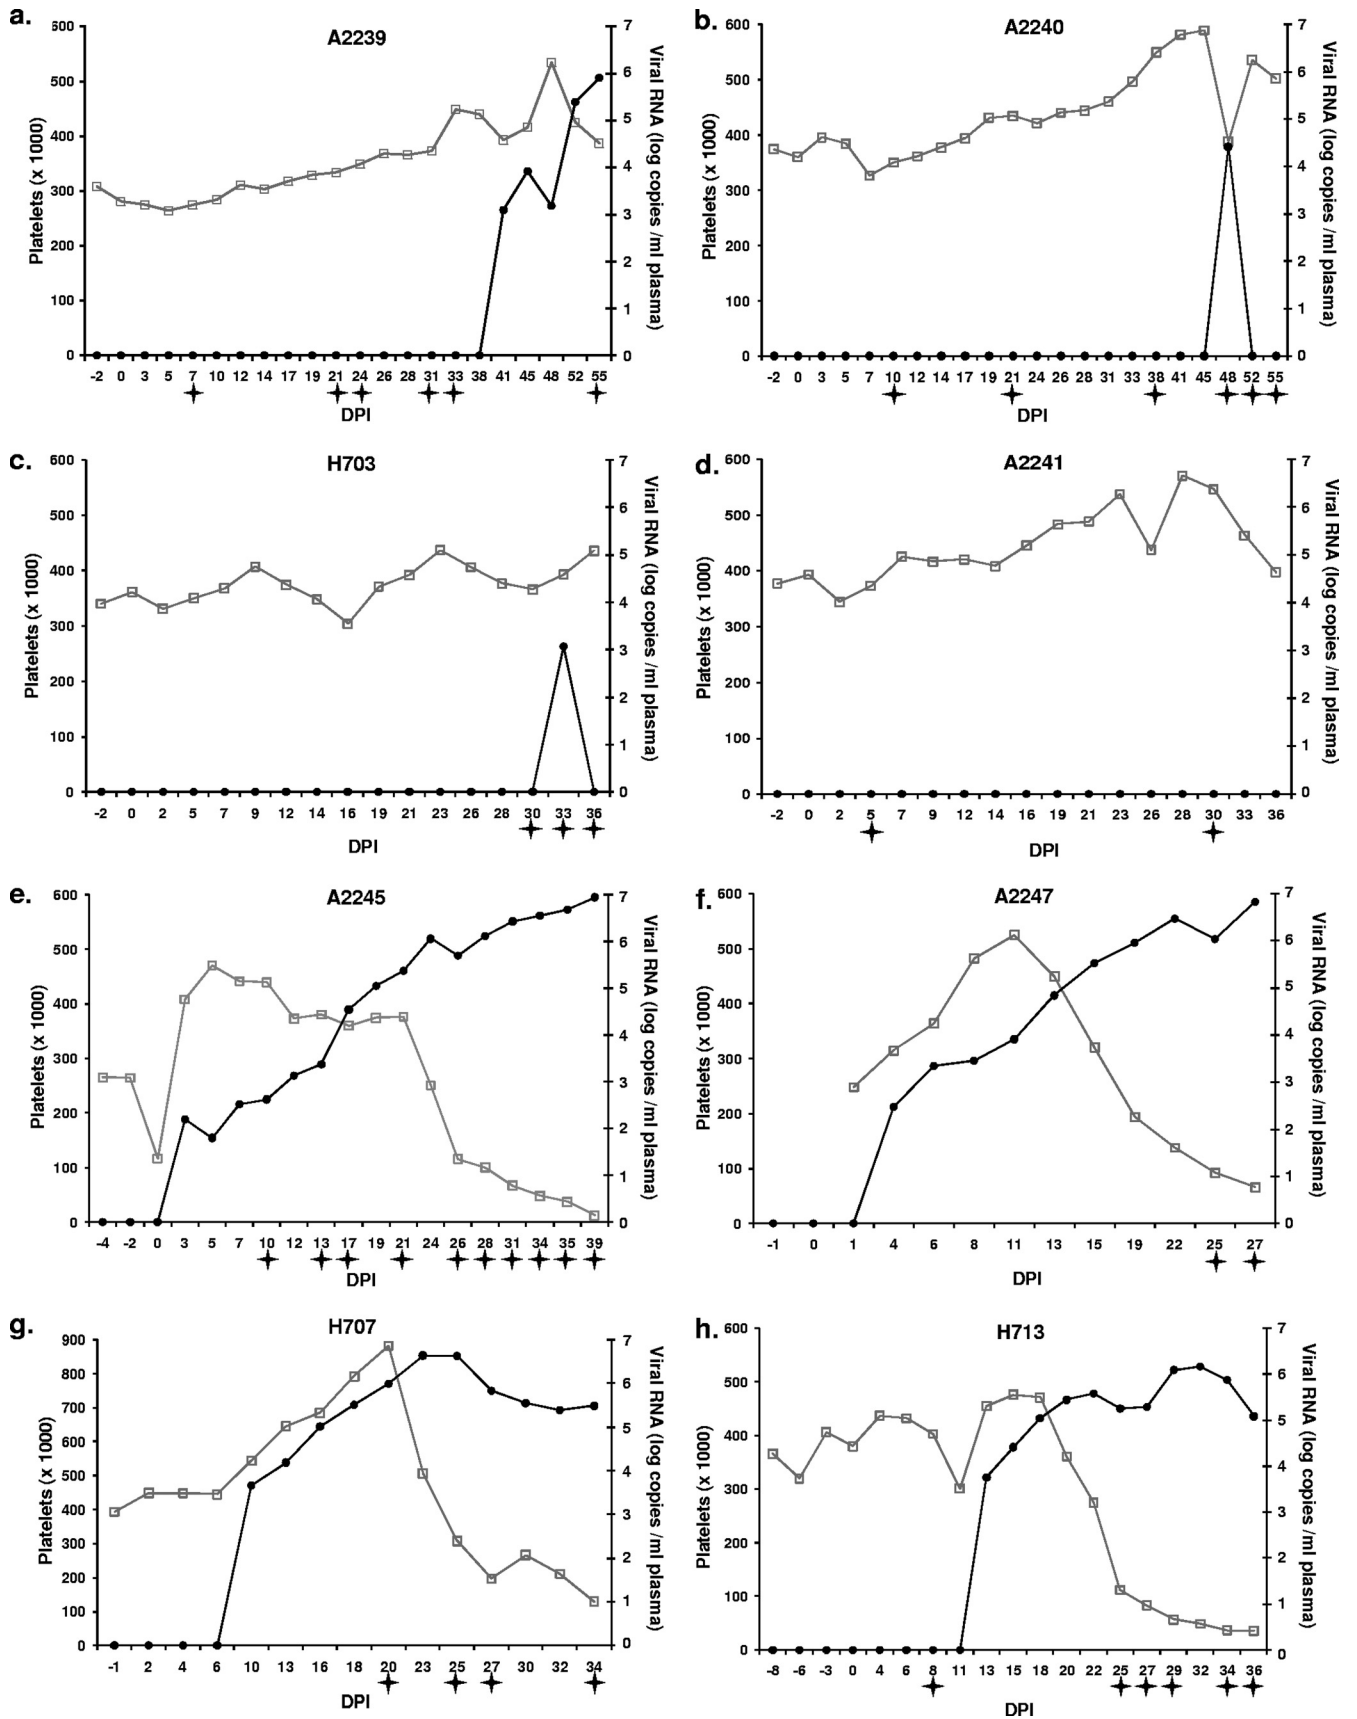 a.
A2239
Platelets (x 1000)
600
500
400
300
200
100
0
7
6
5
4
3
2
1
0
Viral RNA (log copies /ml plasma)
-2 0 3 5 7 10 12 14 17 19 21 24 26 28 31 33 38 41 45 48 52 55
DPI
b.
A2240
Platelets (x 1000)
600
500
400
300
200
100
0
7
6
5
4
3
2
1
0
Viral RNA (log copies /ml plasma)
-2 0 3 5 7 10 12 14 17 19 21 24 26 28 31 33 38 41 45 48 52 55
DPI
c.
H703
Platelets (x 1000)
600
500
400
300
200
100
0
7
6
5
4
3
2
1
0
Viral RNA (log copies /ml plasma)
-2 0 2 5 7 9 12 14 16 19 21 23 26 28 30 33 36
DPI
d.
A2241
Platelets (x 1000)
600
500
400
300
200
100
0
7
6
5
4
3
2
1
0
Viral RNA (log copies /ml plasma)
-2 0 2 5 7 9 12 14 16 19 21 23 26 28 30 33 36
DPI
e.
A2245
Platelets (x 1000)
600
500
400
300
200
100
0
7
6
5
4
3
2
1
0
Viral RNA (log copies /ml plasma)
-4 -2 0 3 5 7 10 12 13 17 19 21 24 26 28 31 34 35 39
DPI
f.
A2247
Platelets (x 1000)
600
500
400
300
200
100
0
7
6
5
4
3
2
1
0
Viral RNA (log copies /ml plasma)
-1 0 1 4 6 8 11 13 15 19 22 25 27
DPI
g.
H707
Platelets (x 1000)
900
800
700
600
500
400
300
200
100
0
7
6
5
4
3
2
1
0
Viral RNA (log copies /ml plasma)
-1 2 4 6 10 13 16 18 20 23 25 27 30 32 34
DPI
h.
H713
Platelets (x 1000)
600
500
400
300
200
100
0
7
6
5
4
3
2
1
0
Viral RNA (log copies /ml plasma)
-8 -6 -3 0 4 6 8 11 13 15 18 20 22 25 27 29 32 34 36
DPI